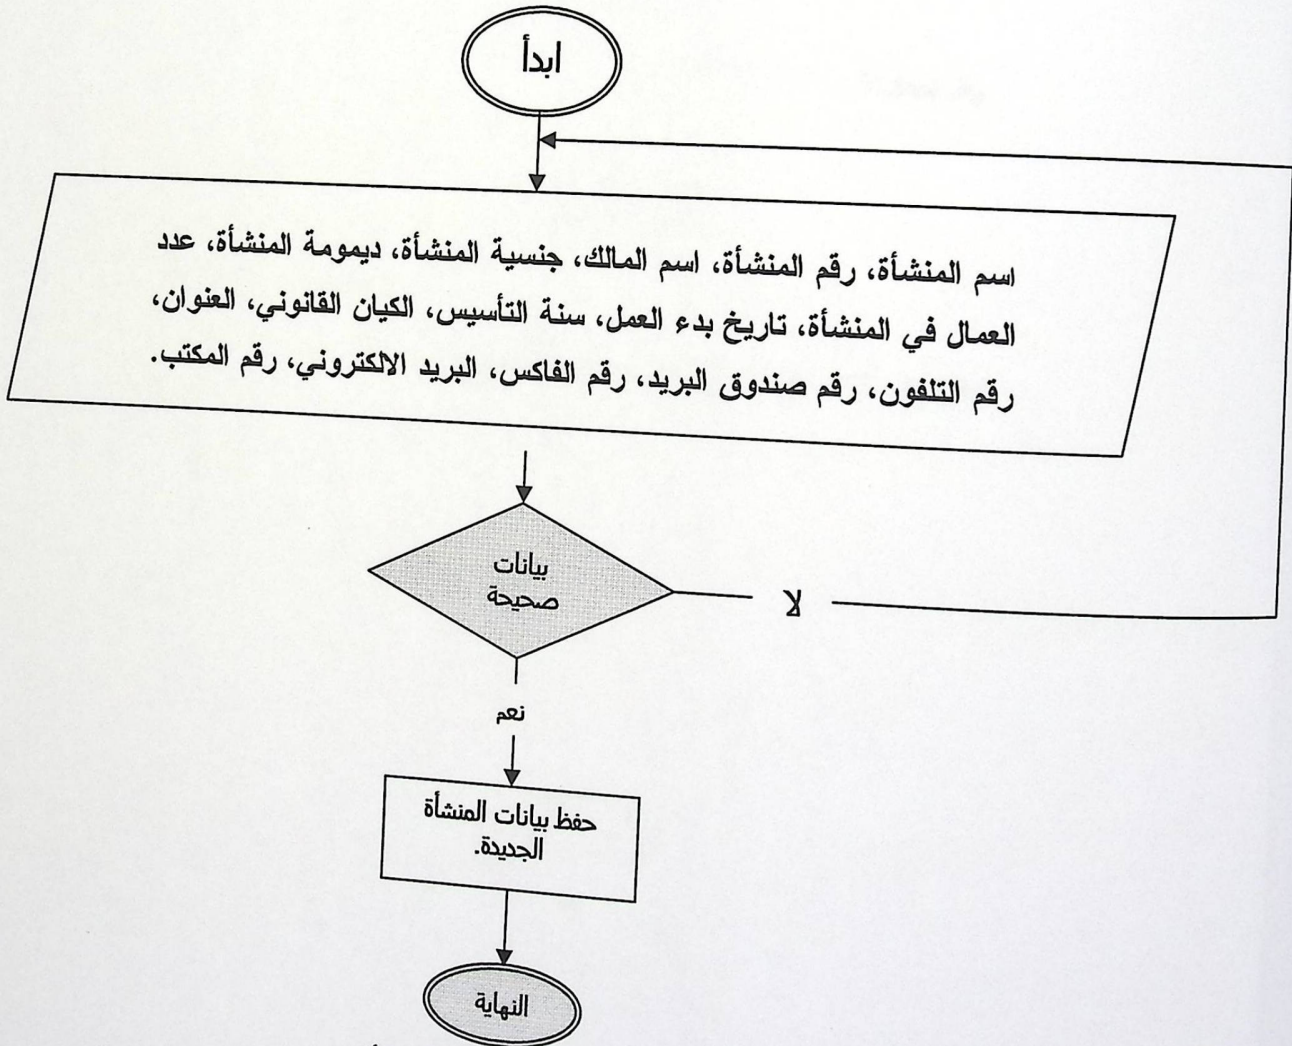 ابدأ
اسم المنشأة، رقم المنشأة، اسم المالك، جنسية المنشأة، ديمومة المنشأة، عدد
العمال في المنشأة، تاريخ بدء العمل، سنة التأسيس، الكيان القانوني، العنوان،
رقم التلفون، رقم صندوق البريد، رقم الفاكس، البريد الالكتروني، رقم المكتب.
بيانات
صحيحة
لا
نعم
حفظ بيانات المنشأة
الجديدة.
النهاية